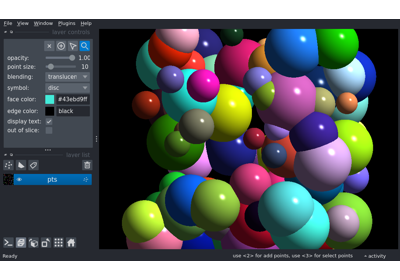 File View Window Plugins Help
layer controls
opacity: 1.00
point size: 10
blending: translucen
symbol: disc
face color: #43ebd9ff
edge color: black
display text:
out of slice:
layer list
pts
Ready
use <2> for add points, use <3> for select points
activity